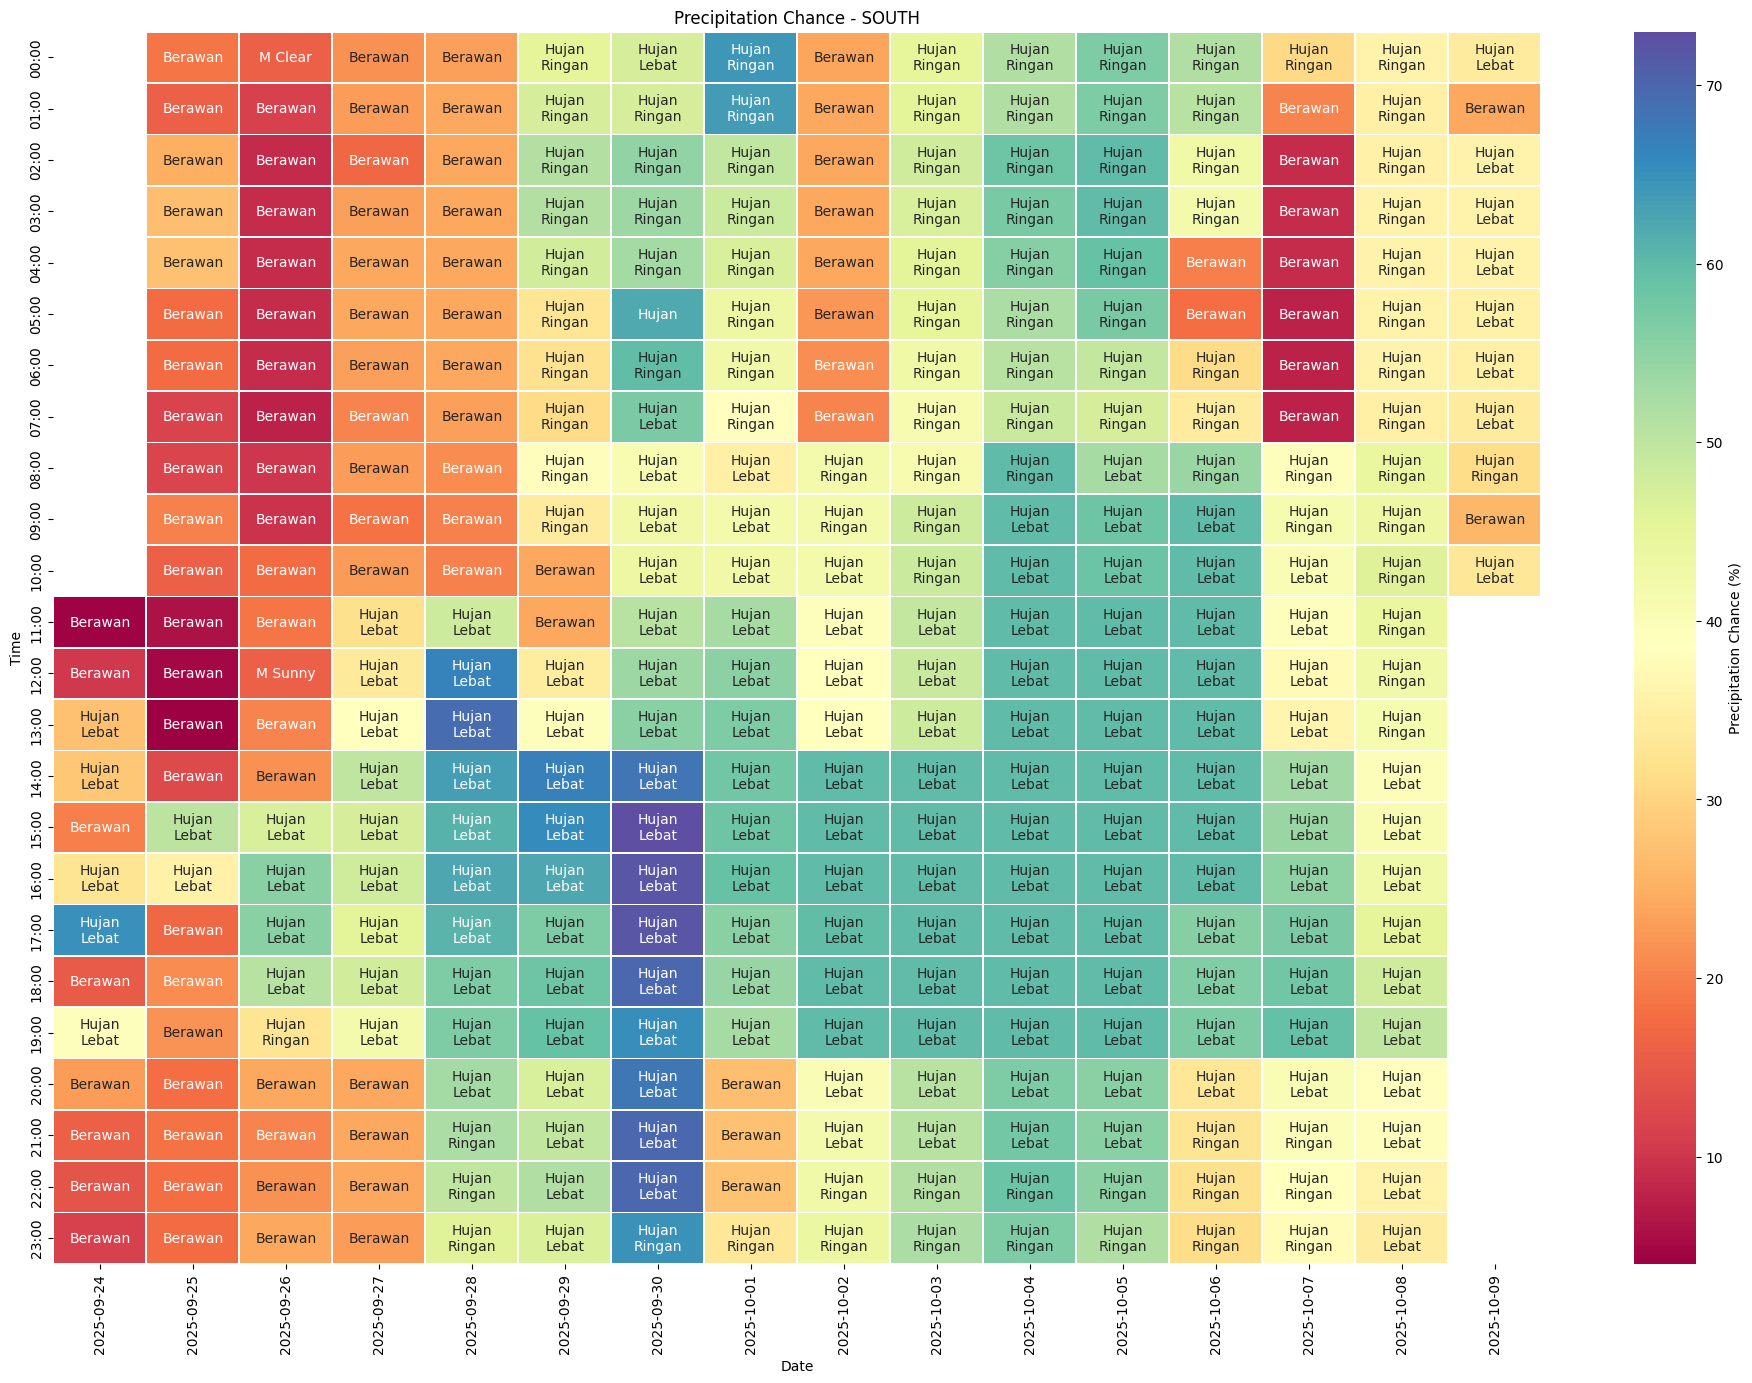 Precipitation Chance - SOUTH
00:00 Berawan M Clear Berawan Berawan Hujan Ringan Hujan Lebat Hujan Ringan Berawan Hujan Ringan Hujan Ringan Hujan Ringan Hujan Ringan Hujan Ringan Hujan Ringan Hujan Lebat
01:00 Berawan Berawan Berawan Berawan Hujan Ringan Hujan Ringan Hujan Ringan Berawan Hujan Ringan Hujan Ringan Hujan Ringan Hujan Ringan Berawan Hujan Ringan Berawan
02:00 Berawan Berawan Berawan Berawan Hujan Ringan Hujan Ringan Hujan Ringan Berawan Hujan Ringan Hujan Ringan Hujan Ringan Hujan Ringan Berawan Hujan Ringan Hujan Lebat
03:00 Berawan Berawan Berawan Berawan Hujan Ringan Hujan Ringan Hujan Ringan Berawan Hujan Ringan Hujan Ringan Hujan Ringan Hujan Ringan Berawan Hujan Ringan Hujan Lebat
04:00 Berawan Berawan Berawan Berawan Hujan Ringan Hujan Ringan Hujan Ringan Berawan Hujan Ringan Hujan Ringan Hujan Ringan Berawan Berawan Hujan Ringan Hujan Lebat
05:00 Berawan Berawan Berawan Berawan Hujan Ringan Hujan Hujan Ringan Berawan Hujan Ringan Hujan Ringan Hujan Ringan Berawan Berawan Hujan Ringan Hujan Lebat
06:00 Berawan Berawan Berawan Berawan Hujan Ringan Hujan Ringan Hujan Ringan Berawan Hujan Ringan Hujan Ringan Hujan Ringan Hujan Ringan Berawan Hujan Ringan Hujan Lebat
07:00 Berawan Berawan Berawan Berawan Hujan Ringan Hujan Lebat Hujan Ringan Berawan Hujan Ringan Hujan Ringan Hujan Ringan Hujan Ringan Berawan Hujan Ringan Hujan Lebat
08:00 Berawan Berawan Berawan Berawan Hujan Ringan Hujan Lebat Hujan Lebat Hujan Ringan Hujan Ringan Hujan Ringan Hujan Lebat Hujan Ringan Hujan Ringan Hujan Ringan Hujan Ringan
09:00 Berawan Berawan Berawan Berawan Hujan Ringan Hujan Lebat Hujan Lebat Hujan Ringan Hujan Ringan Hujan Lebat Hujan Lebat Hujan Lebat Hujan Ringan Hujan Ringan Berawan
10:00 Berawan Berawan Berawan Berawan Berawan Hujan Lebat Hujan Lebat Hujan Lebat Hujan Ringan Hujan Lebat Hujan Lebat Hujan Lebat Hujan Lebat Hujan Ringan Hujan Lebat
11:00 Berawan Berawan Berawan Hujan Lebat Hujan Lebat Berawan Hujan Lebat Hujan Lebat Hujan Lebat Hujan Lebat Hujan Lebat Hujan Lebat Hujan Lebat Hujan Lebat Hujan Ringan
12:00 Berawan Berawan M Sunny Hujan Lebat Hujan Lebat Hujan Lebat Hujan Lebat Hujan Lebat Hujan Lebat Hujan Lebat Hujan Lebat Hujan Lebat Hujan Lebat Hujan Lebat Hujan Ringan
13:00 Hujan Lebat Berawan Berawan Hujan Lebat Hujan Lebat Hujan Lebat Hujan Lebat Hujan Lebat Hujan Lebat Hujan Lebat Hujan Lebat Hujan Lebat Hujan Lebat Hujan Lebat Hujan Ringan
14:00 Hujan Lebat Berawan Berawan Hujan Lebat Hujan Lebat Hujan Lebat Hujan Lebat Hujan Lebat Hujan Lebat Hujan Lebat Hujan Lebat Hujan Lebat Hujan Lebat Hujan Lebat Hujan Lebat
15:00 Berawan Hujan Lebat Hujan Lebat Hujan Lebat Hujan Lebat Hujan Lebat Hujan Lebat Hujan Lebat Hujan Lebat Hujan Lebat Hujan Lebat Hujan Lebat Hujan Lebat Hujan Lebat Hujan Lebat
16:00 Hujan Lebat Hujan Lebat Hujan Lebat Hujan Lebat Hujan Lebat Hujan Lebat Hujan Lebat Hujan Lebat Hujan Lebat Hujan Lebat Hujan Lebat Hujan Lebat Hujan Lebat Hujan Lebat Hujan Lebat
17:00 Hujan Lebat Berawan Hujan Lebat Hujan Lebat Hujan Lebat Hujan Lebat Hujan Lebat Hujan Lebat Hujan Lebat Hujan Lebat Hujan Lebat Hujan Lebat Hujan Lebat Hujan Lebat Hujan Lebat
18:00 Berawan Berawan Hujan Lebat Hujan Lebat Hujan Lebat Hujan Lebat Hujan Lebat Hujan Lebat Hujan Lebat Hujan Lebat Hujan Lebat Hujan Lebat Hujan Lebat Hujan Lebat Hujan Lebat
19:00 Hujan Lebat Berawan Hujan Ringan Hujan Lebat Hujan Lebat Hujan Lebat Hujan Lebat Hujan Lebat Hujan Lebat Hujan Lebat Hujan Lebat Hujan Lebat Hujan Lebat Hujan Lebat Hujan Lebat
20:00 Berawan Berawan Berawan Berawan Hujan Lebat Hujan Lebat Hujan Lebat Berawan Hujan Lebat Hujan Lebat Hujan Lebat Hujan Lebat Hujan Lebat Hujan Lebat Hujan Lebat
21:00 Berawan Berawan Berawan Berawan Hujan Ringan Hujan Lebat Hujan Lebat Berawan Hujan Lebat Hujan Lebat Hujan Lebat Hujan Lebat Hujan Ringan Hujan Ringan Hujan Lebat
22:00 Berawan Berawan Berawan Berawan Hujan Ringan Hujan Lebat Hujan Lebat Berawan Hujan Ringan Hujan Ringan Hujan Ringan Hujan Ringan Hujan Ringan Hujan Ringan Hujan Lebat
23:00 Berawan Berawan Berawan Berawan Hujan Ringan Hujan Lebat Hujan Ringan Hujan Ringan Hujan Ringan Hujan Ringan Hujan Ringan Hujan Ringan Hujan Ringan Hujan Ringan Hujan Lebat
Time
2025-09-24 2025-09-25 2025-09-26 2025-09-27 2025-09-28 2025-09-29 2025-09-30 2025-10-01 2025-10-02 2025-10-03 2025-10-04 2025-10-05 2025-10-06 2025-10-07 2025-10-08 2025-10-09
Date
70
60
50
40
30
20
10
Precipitation Chance (%)